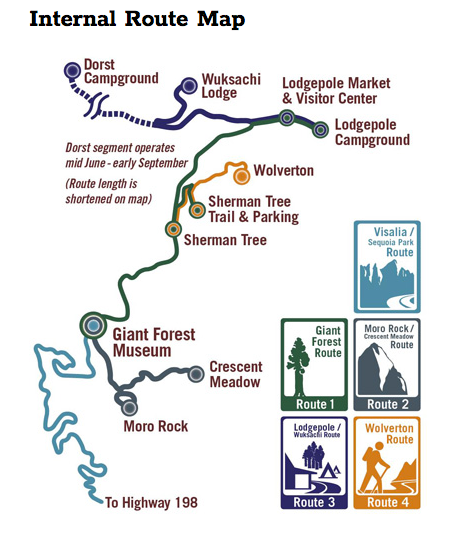 Internal Route Map
Dorst
Campground
Wuksachi
Lodge
Lodgepole Market
& Visitor Center
Lodgepole
Campground
Dorst segment operates
mid June - early September
(Route length is
shortened on map)
Wolverton
Sherman Tree
Trail & Parking
Sherman Tree
Visalia /
Sequoia Park
Route
Giant Forest
Museum
Crescent
Meadow
Moro Rock
To Highway 198
Giant
Forest
Route
Route 1
Moro Rock /
Crescent Meadow
Route
Route 2
Lodgepole /
Wuksachi Route
Route 3
Wolverton
Route
Route 4